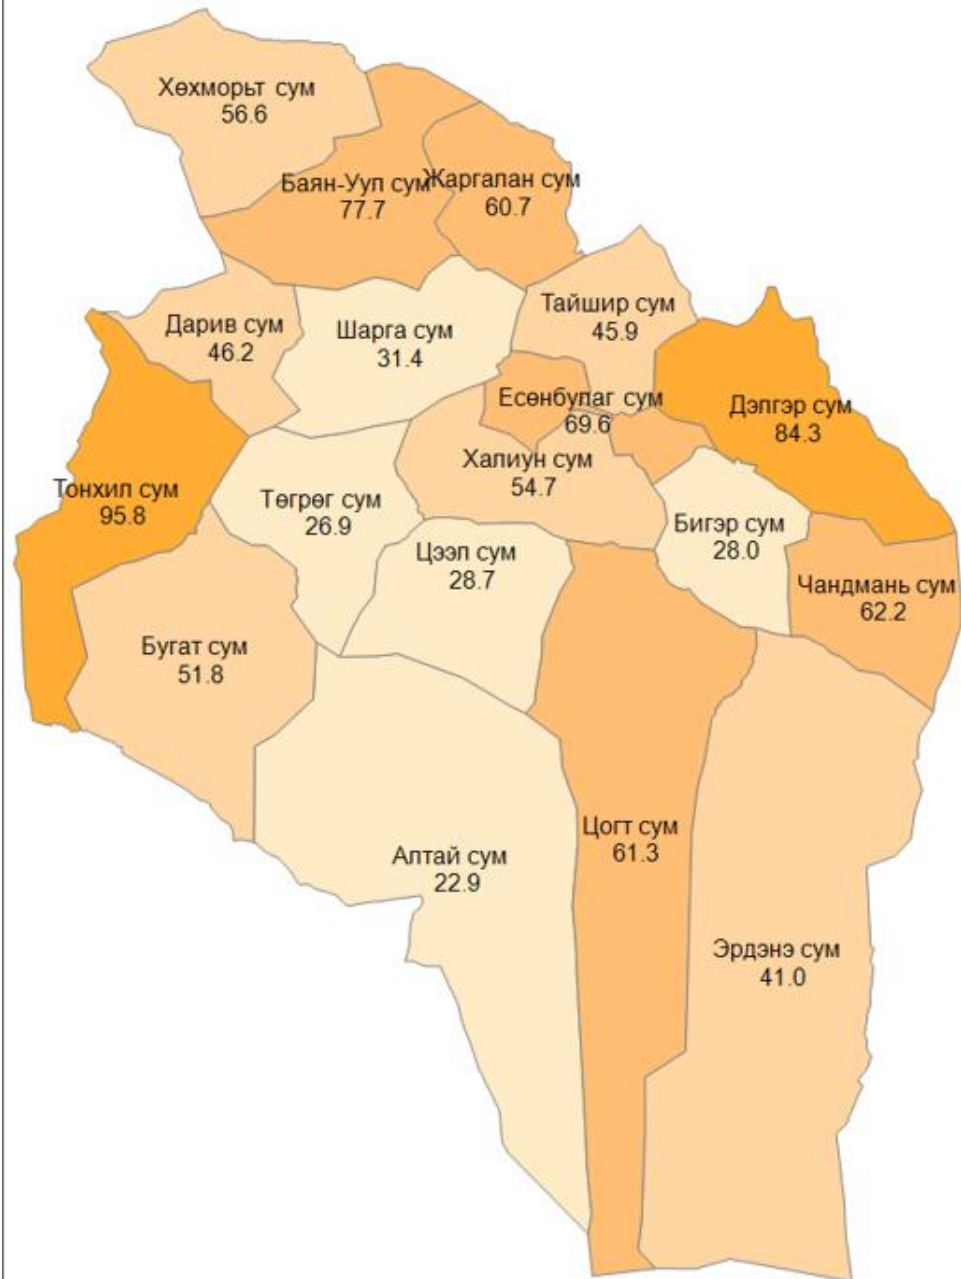 Хөхморьт сум
56.6
Баян-Уул сум
77.7
Жаргалан сум
60.7
Тайшир сум
45.9
Дарив сум
46.2
Шарга сум
31.4
Есөнбулаг сум
69.6
Дэлгэр сум
84.3
Халиун сум
54.7
Тонхил сум
95.8
Төгрөг сум
26.9
Бигэр сум
28.0
Цээл сум
28.7
Чандмань сум
62.2
Бугат сум
51.8
Цогт сум
61.3
Алтай сум
22.9
Эрдэнэ сум
41.0